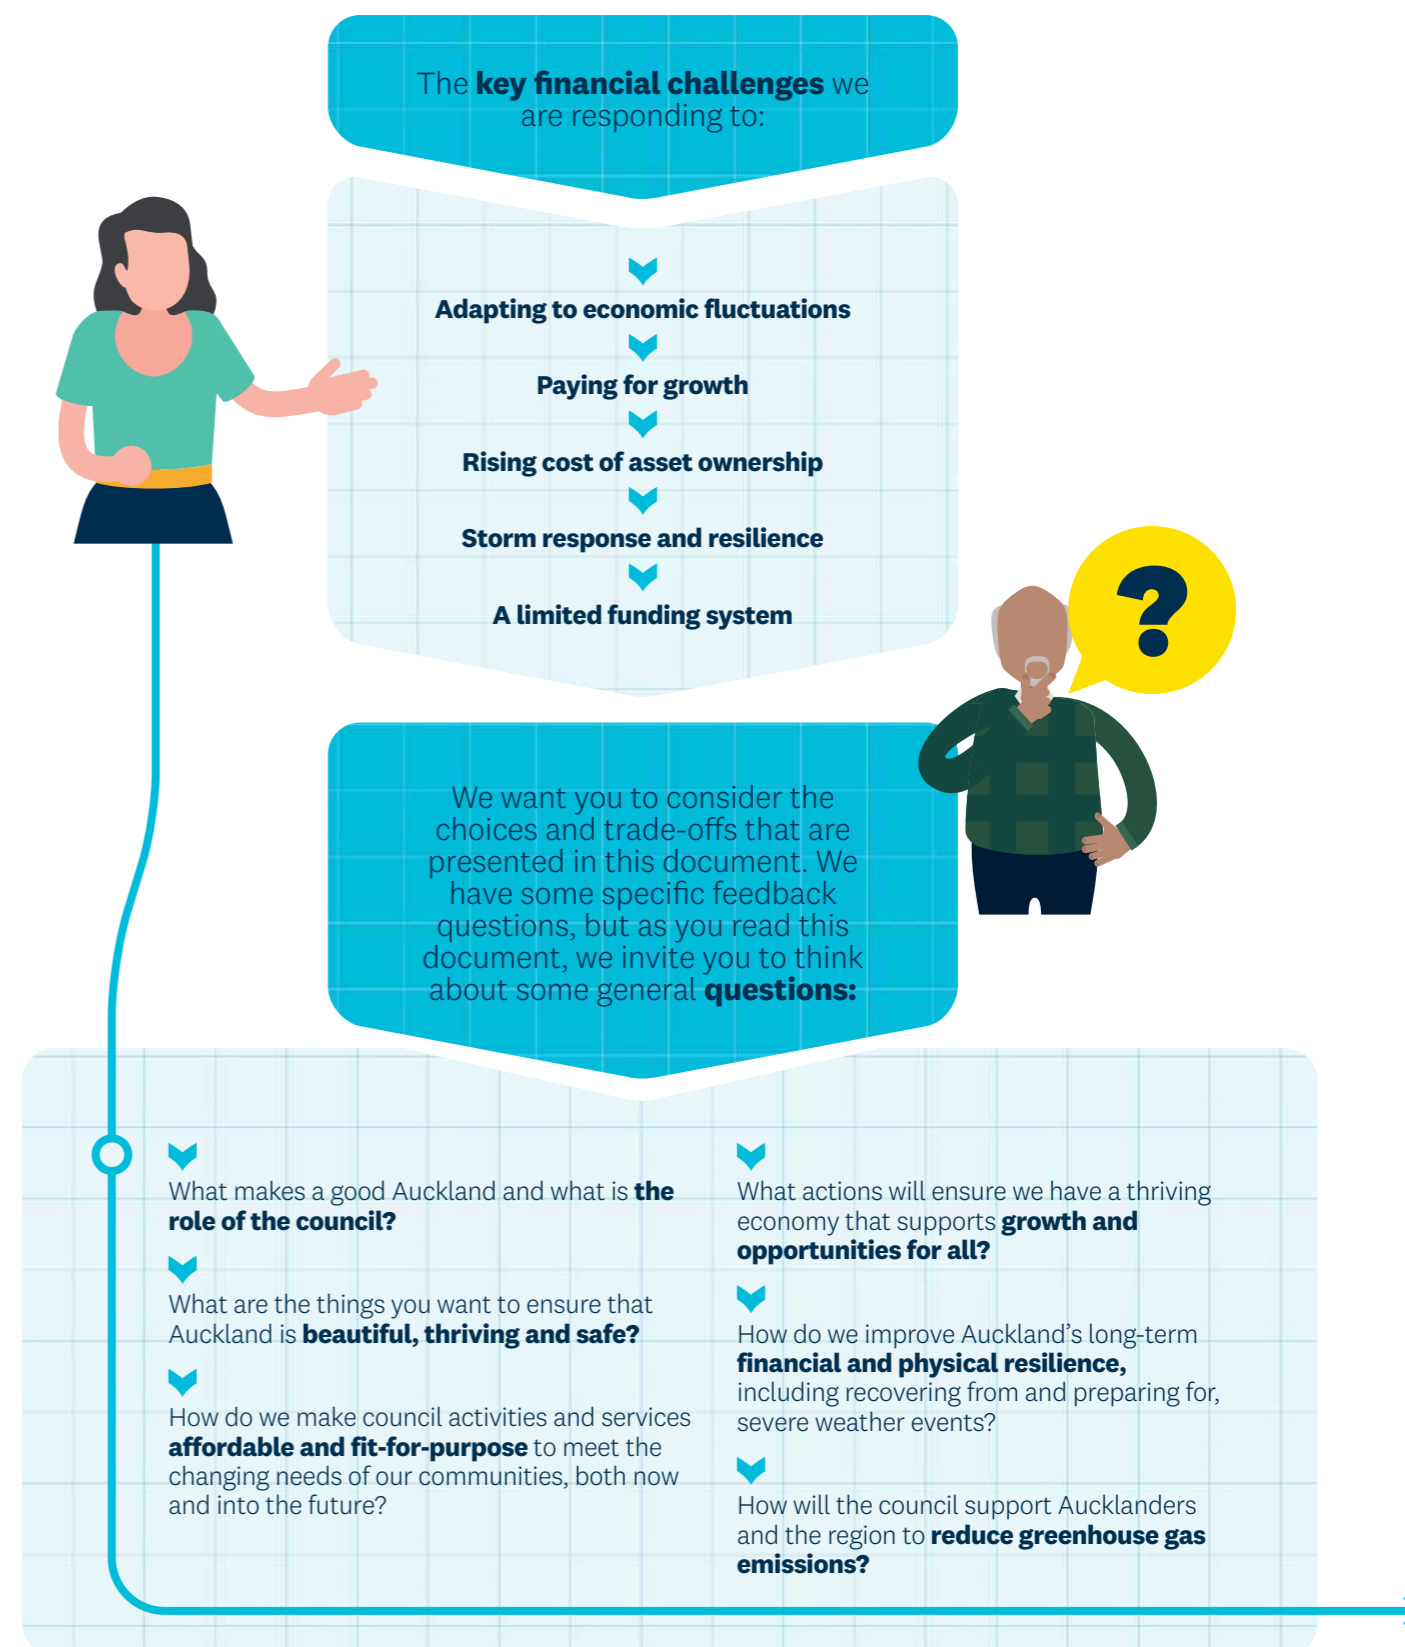 The key financial challenges we
are responding to:
Adapting to economic fluctuations
Paying for growth
Rising cost of asset ownership
Storm response and resilience
A limited funding system
?
We want you to consider the
choices and trade-offs that are
presented in this document. We
have some specific feedback
questions, but as you read this
document, we invite you to think
about some general questions:
What makes a good Auckland and what is the
role of the council?
What are the things you want to ensure that
Auckland is beautiful, thriving and safe?
How do we make council activities and services
affordable and fit-for-purpose to meet the
changing needs of our communities, both now
and into the future?
What actions will ensure we have a thriving
economy that supports growth and
opportunities for all?
How do we improve Auckland’s long-term
financial and physical resilience,
including recovering from and preparing for,
severe weather events?
How will the council support Aucklanders
and the region to reduce greenhouse gas
emissions?